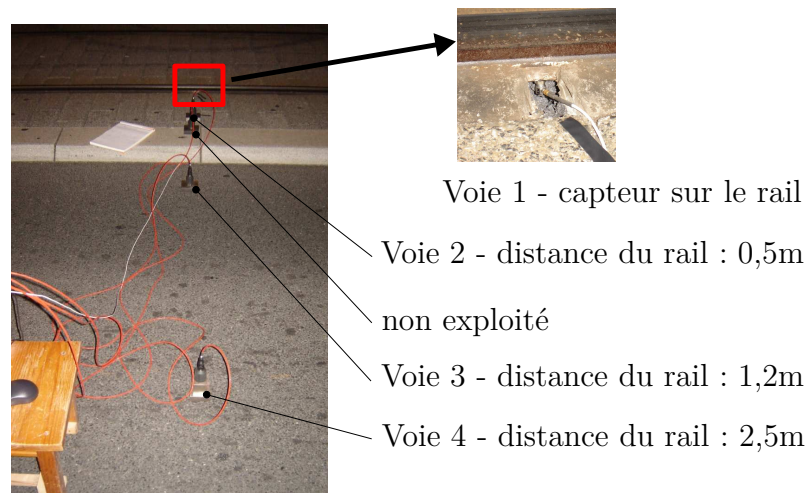 Voie 1 - capteur sur le rail
Voie 2 - distance du rail : 0,5m
non exploité
Voie 3 - distance du rail : 1,2m
Voie 4 - distance du rail : 2,5m